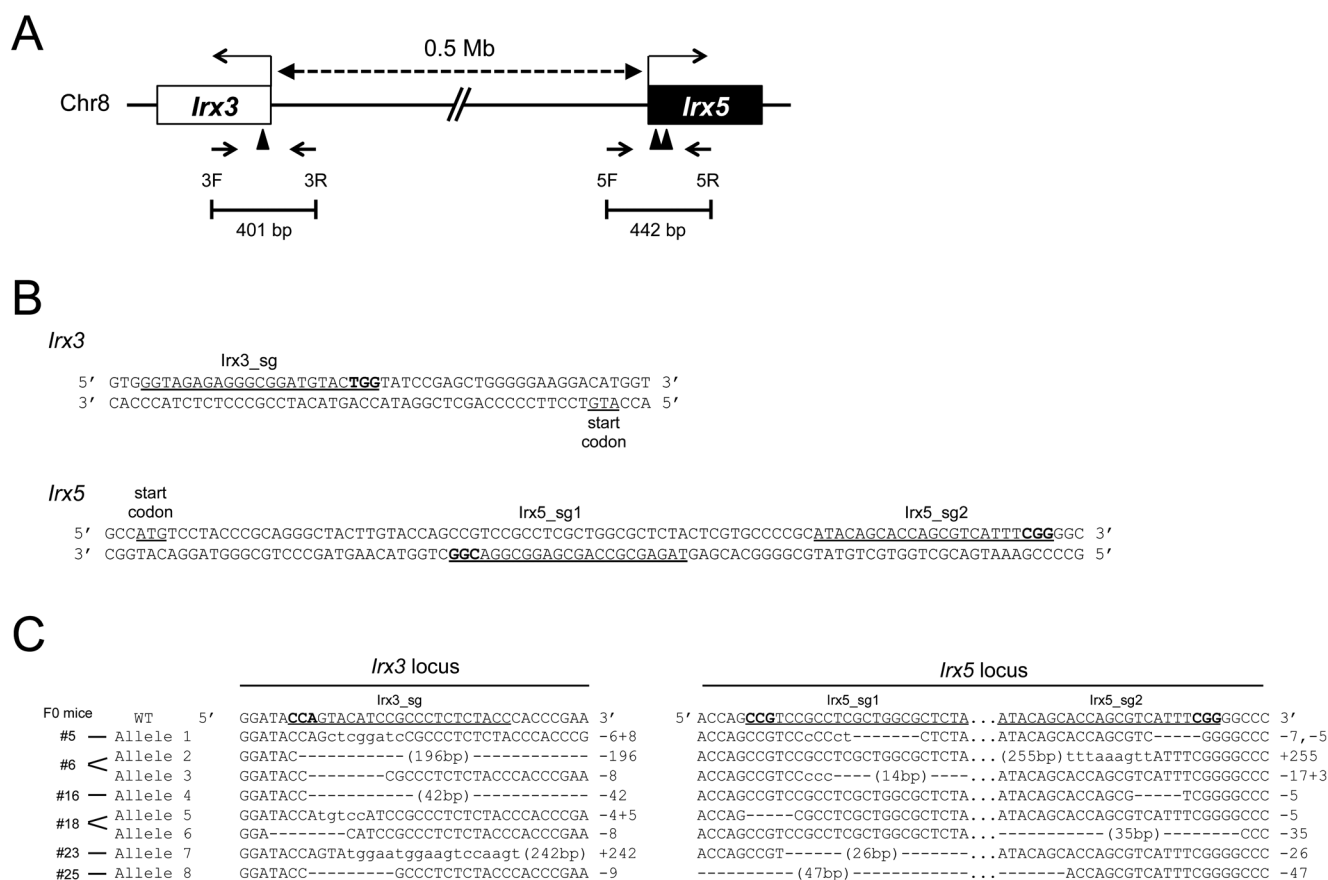 A
0.5 Mb
Chr8
Irx3
Irx5
3F
3R
5F
5R
401 bp
442 bp
B
Irx3
Irx3_sg
5′ GTGGGTAGAGAGGGCGGATGTACTGGTATCCGAGCTGGGGGAAGGACATGGT 3′
3′ CACCCATCTCTCCCGCCTACATGACCATAGGCTCGACCCCCTTCCTGTACCA 5′
start
codon
Irx5
start
codon
Irx5_sg1
Irx5_sg2
5′ GCCATGTCCTACCCGCAGGGCTACTTGTACCAGCCGTCCGCCTCGCTGGCGCTCTACTCGTGCCCCGCATACAGCACCAGCGTCATTTCGGGGC 3′
3′ CGGTACAGGATGGGCGTCCCGATGAACATGGTCGGCAGGCGGAGCGACCGCGAGATGAGCACGGGGCGTATGTCGTGGTCGCAGTAAAGCCCCG 5′
C
Irx3 locus
Irx5 locus
F0 mice
Irx3_sg
Irx5_sg1
Irx5_sg2
WT 5′ GGATACCAGTACATCCGCCCTCTCTACCCACCCGAA 3′ 5′ ACCAGCCGTCCGCCTCGCTGGCGCTCTA...ATACAGCACCAGCGTCATTTCGGGGCCC 3′
#5 Allele 1 GGATACCAGctcggatcCGCCCTCTCTACCCACCCG -6+8 ACCAGCCGTCCcCCct-------CTCTA...ATACAGCACCAGCGTC-----GGGGCCC -7,-5
#6 Allele 2 GGATAC----------(196bp)------------- -196 ACCAGCCGTCCGCCTCGCTGGCGCTCTA...(255bp)tttaaagttATTTCGGGGCCC +255
Allele 3 GGATACC--------CGCCCTCTCTACCCACCCGAA -8 ACCAGCCGTCCccc----(14bp)-----...ATACAGCACCAGCGTCATTTCGGGGCCC -17+3
#16 Allele 4 GGATACC----------(42bp)------------- -42 ACCAGCCGTCCGCCTCGCTGGCGCTCTA...ATACAGCACCAGCG-----TCGGGGCCC -5
#18 Allele 5 GGATACCAtgtccATCCGCCCTCTCTACCCACCCGA -4+5 ACCAG-----CGCCTCGCTGGCGCTCTA...ATACAGCACCAGCGTCATTTCGGGGCCC -5
Allele 6 GGA--------CATCCGCCCTCTCTACCCACCCGAA -8 ACCAGCCGTCCGCCTCGCTGGCGCTCTA...----------(35bp)----------CCC -35
#23 Allele 7 GGATACCAGTATggaatggaagtccaagt(242bp) +242 ACCAGCCGT------(26bp)-------...ATACAGCACCAGCGTCATTTCGGGGCCC -26
#25 Allele 8 GGATACC---------GCCCTCTCTACCCACCCGAA -9 ----------(47bp)------------...-------ACCAGCGTCATTTCGGGGCCC -47